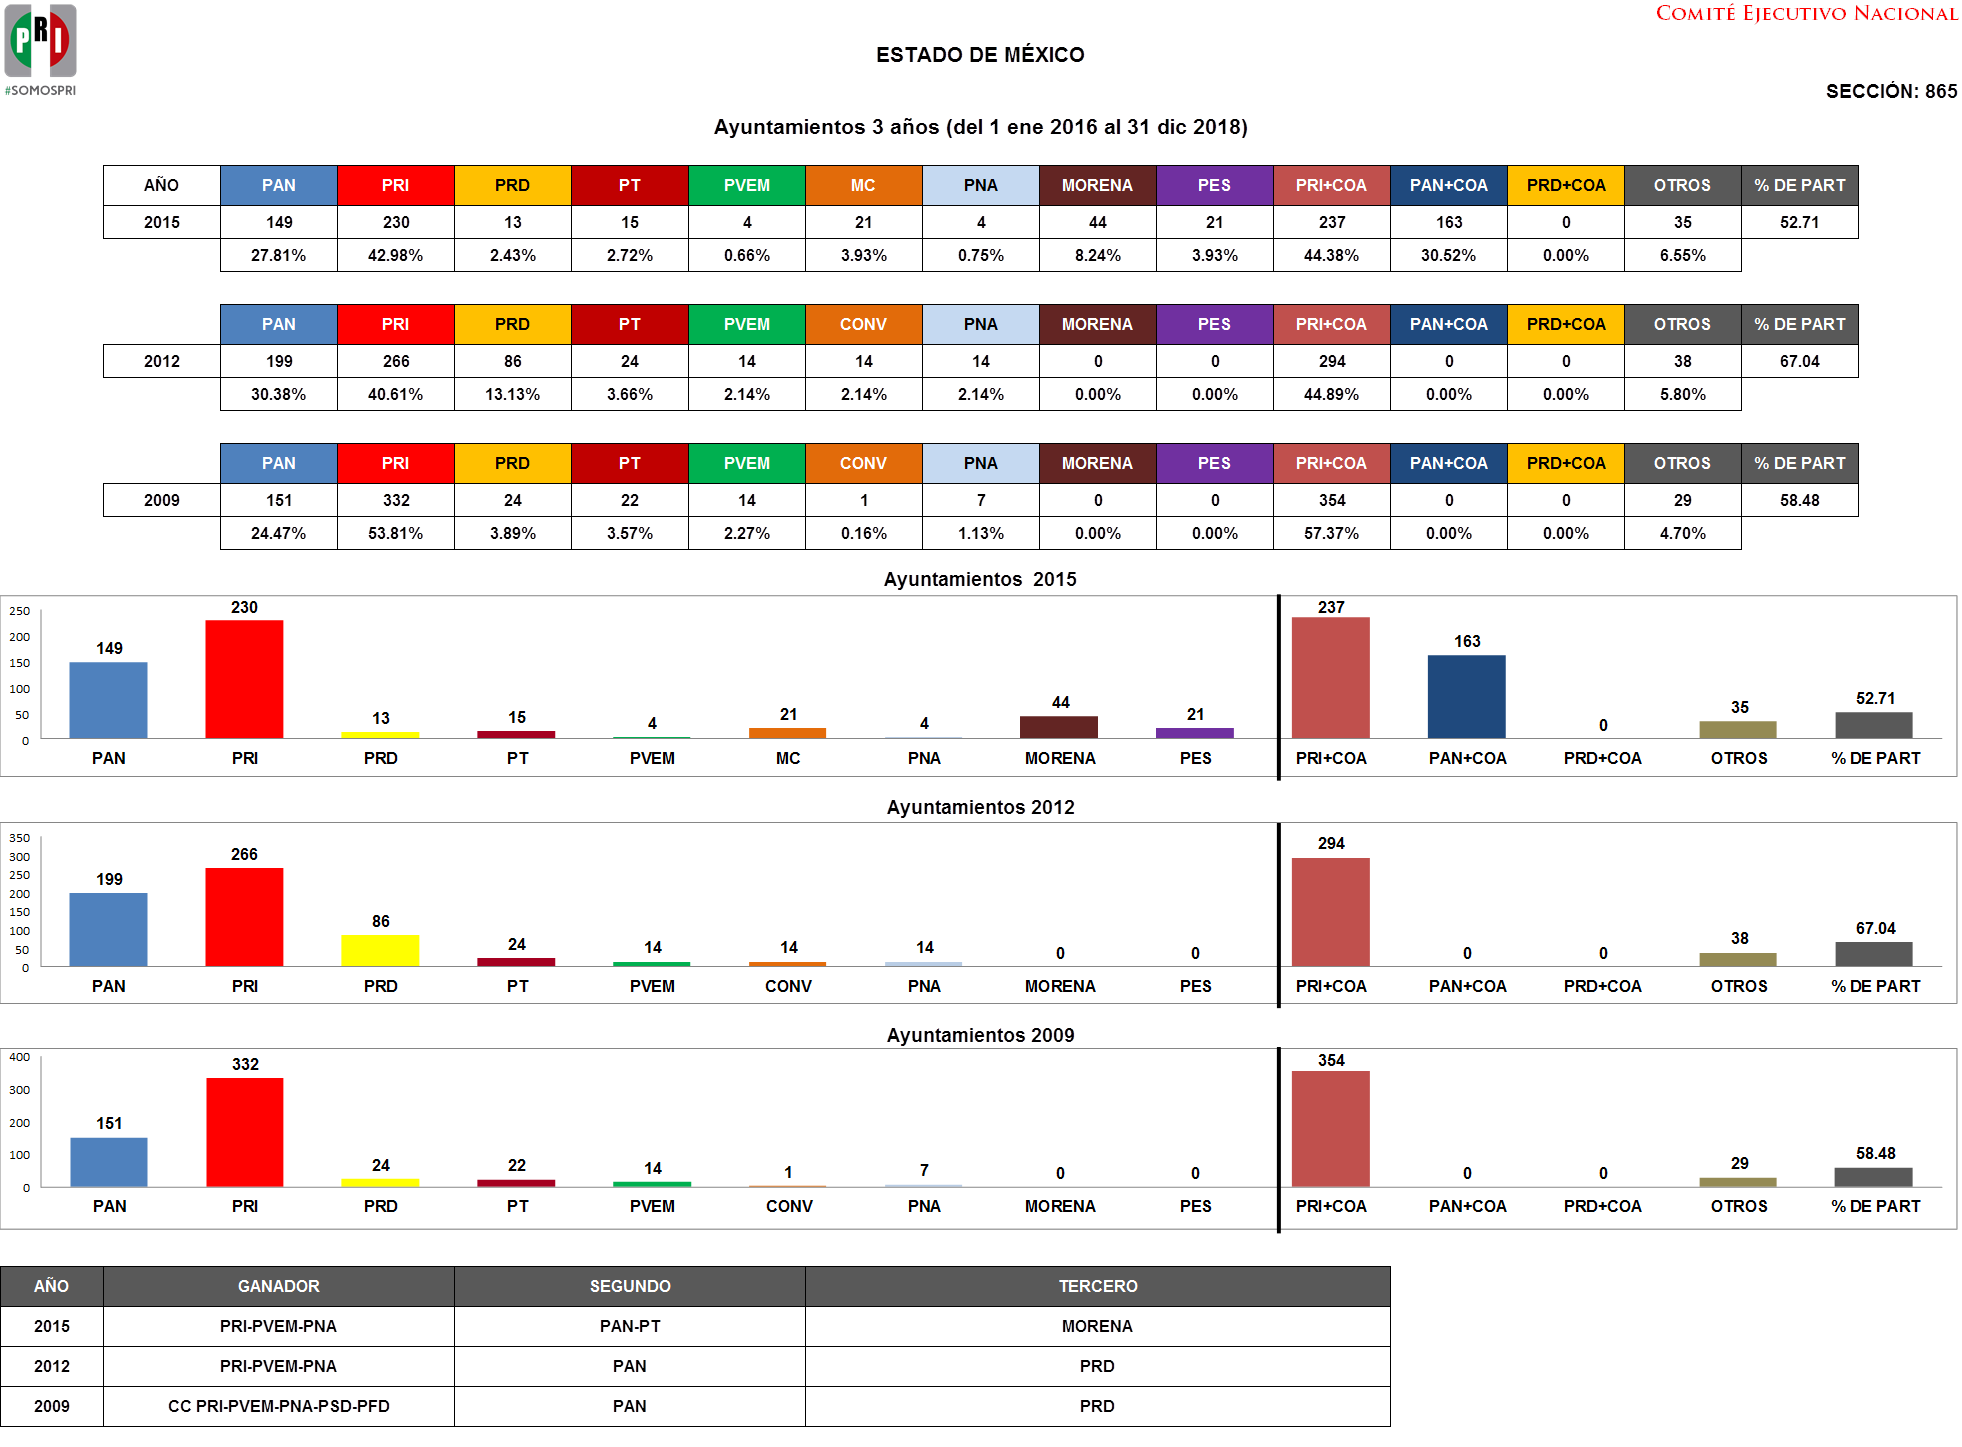 PRI
#SOMOSPRI
COMITÉ EJECUTIVO NACIONAL
ESTADO DE MÉXICO
SECCIÓN: 865
Ayuntamientos 3 años (del 1 ene 2016 al 31 dic 2018)
AÑO PAN PRI PRD PT PVEM MC PNA MORENA PES PRI+COA PAN+COA PRD+COA OTROS % DE PART
2015 149 230 13 15 4 21 4 44 21 237 163 0 35 52.71
27.81% 42.98% 2.43% 2.72% 0.66% 3.93% 0.75% 8.24% 3.93% 44.38% 30.52% 0.00% 6.55%
PAN PRI PRD PT PVEM CONV PNA MORENA PES PRI+COA PAN+COA PRD+COA OTROS % DE PART
2012 199 266 86 24 14 14 14 0 0 294 0 0 38 67.04
30.38% 40.61% 13.13% 3.66% 2.14% 2.14% 2.14% 0.00% 0.00% 44.89% 0.00% 0.00% 5.80%
PAN PRI PRD PT PVEM CONV PNA MORENA PES PRI+COA PAN+COA PRD+COA OTROS % DE PART
2009 151 332 24 22 14 1 7 0 0 354 0 0 29 58.48
24.47% 53.81% 3.89% 3.57% 2.27% 0.16% 1.13% 0.00% 0.00% 57.37% 0.00% 0.00% 4.70%
Ayuntamientos 2015
250
200
150
100
50
0
149 230 13 15 4 21 4 44 21 237 163 0 35 52.71
PAN PRI PRD PT PVEM MC PNA MORENA PES PRI+COA PAN+COA PRD+COA OTROS % DE PART
Ayuntamientos 2012
350
300
250
200
150
100
50
0
199 266 86 24 14 14 14 0 0 294 0 0 38 67.04
PAN PRI PRD PT PVEM CONV PNA MORENA PES PRI+COA PAN+COA PRD+COA OTROS % DE PART
Ayuntamientos 2009
400
300
200
100
0
151 332 24 22 14 1 7 0 0 354 0 0 29 58.48
PAN PRI PRD PT PVEM CONV PNA MORENA PES PRI+COA PAN+COA PRD+COA OTROS % DE PART
AÑO GANADOR SEGUNDO TERCERO
2015 PRI-PVEM-PNA PAN-PT MORENA
2012 PRI-PVEM-PNA PAN PRD
2009 CC PRI-PVEM-PNA-PSD-PFD PAN PRD